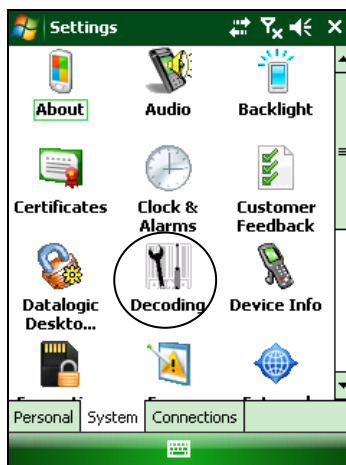 Settings
About Audio Backlight
Certificates Clock & Customer
Alarms Feedback
Datalogic Decoding Device Info
Deskto...
Personal System Connections